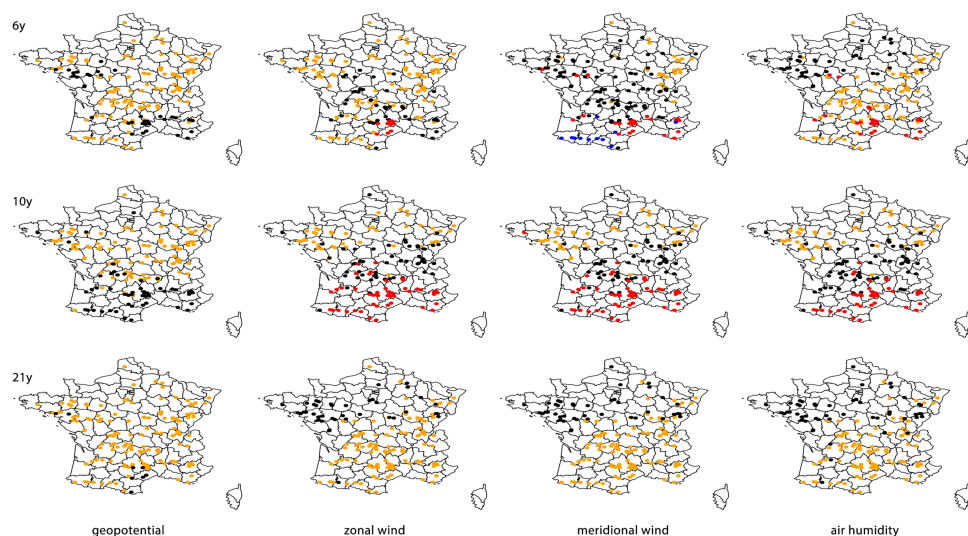 6y
10y
21y
geopotential
zonal wind
meridional wind
air humidity